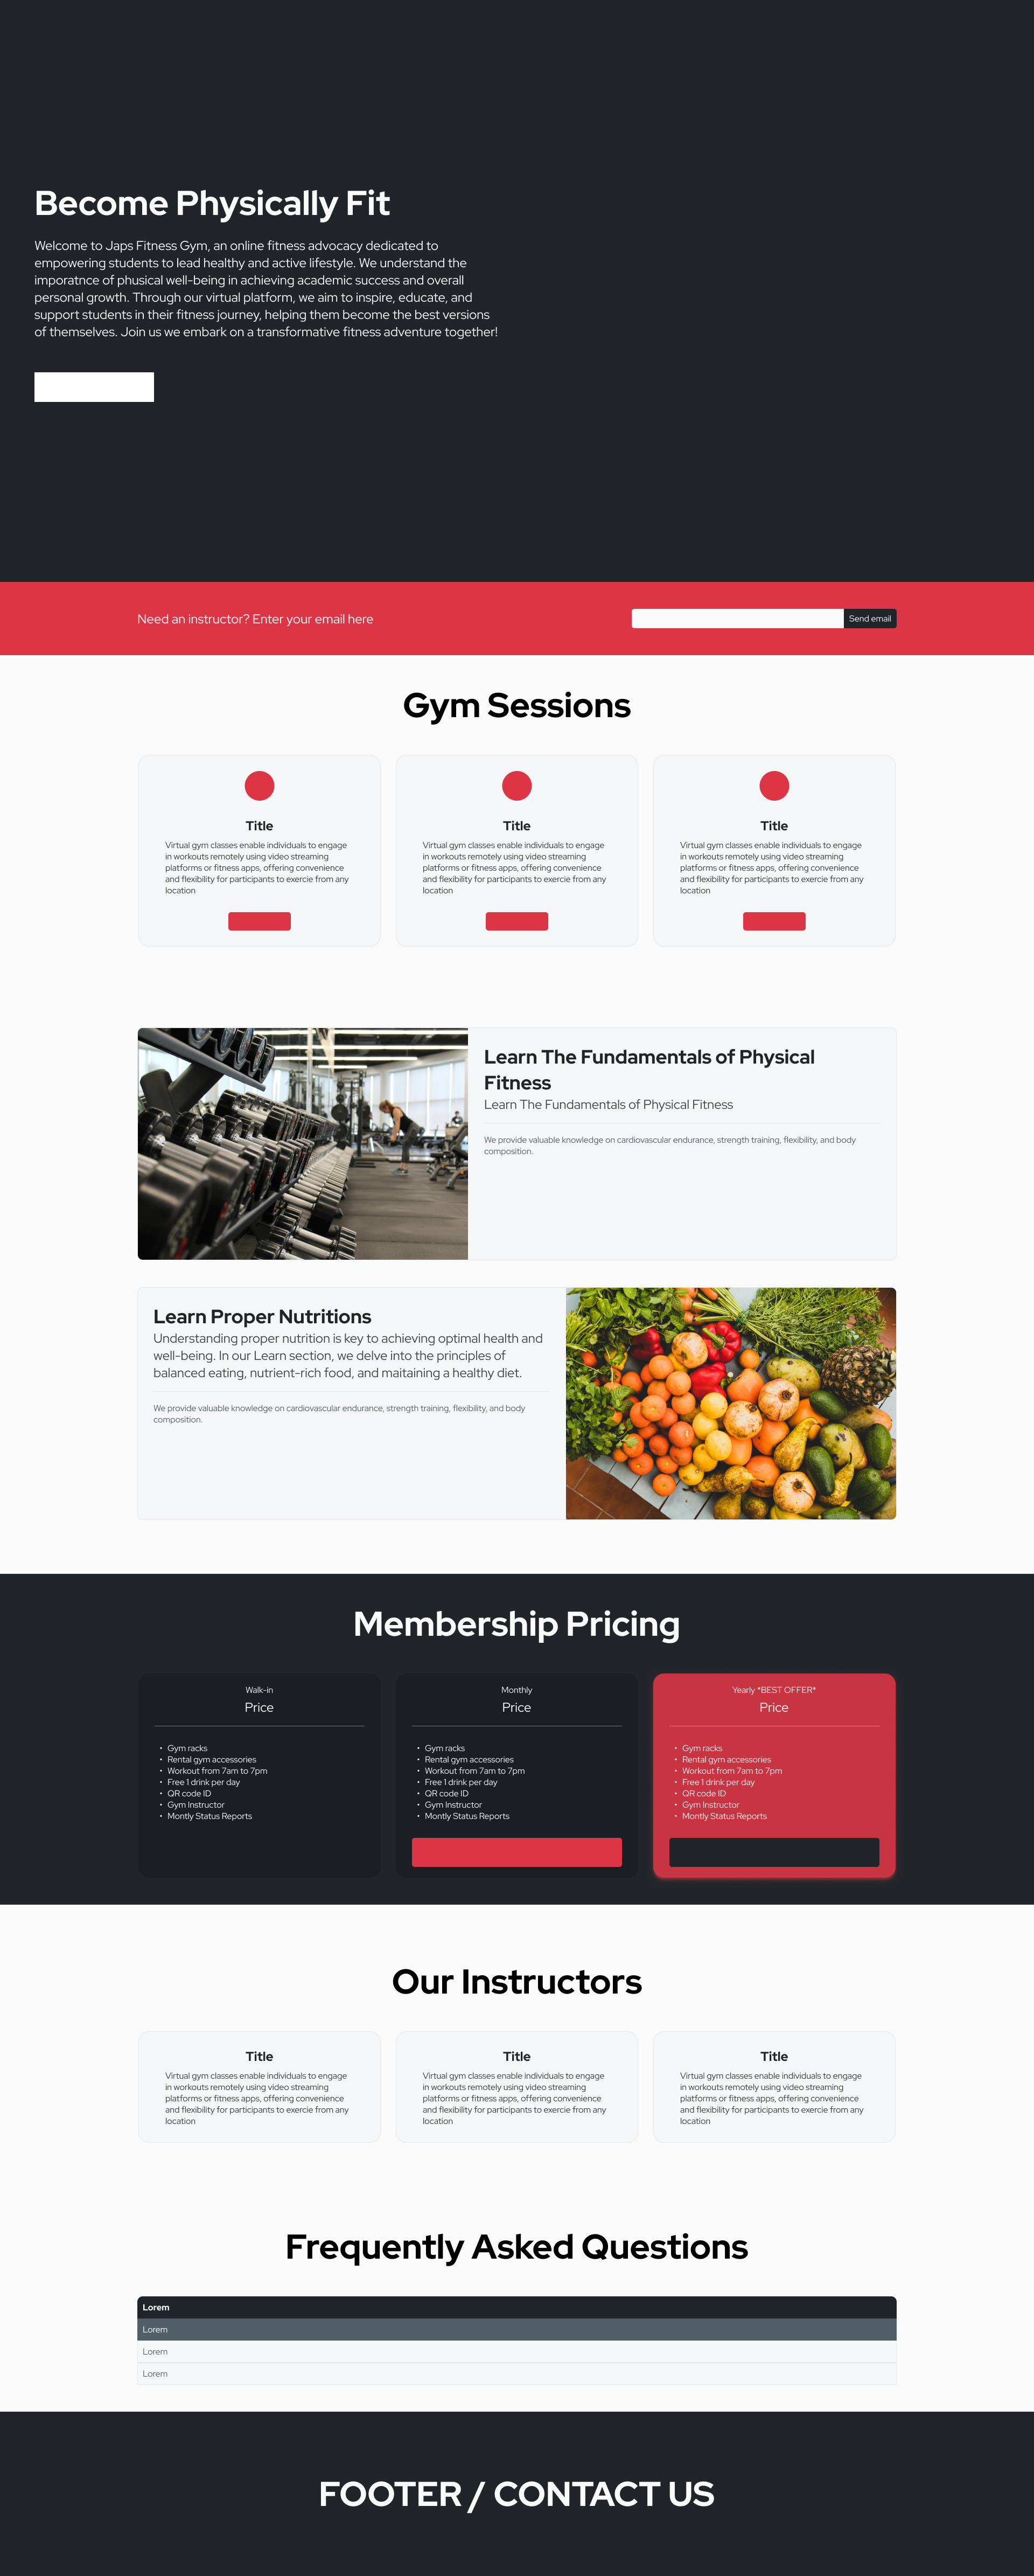 Become Physically Fit
Welcome to Japs Fitness Gym, an online fitness advocacy dedicated to
empowering students to lead healthy and active lifestyle. We understand the
imporatnce of phusical well-being in achieving academic success and overall
personal growth. Through our virtual platform, we aim to inspire, educate, and
support students in their fitness journey, helping them become the best versions
of themselves. Join us we embark on a transformative fitness adventure together!
Need an instructor? Enter your email here
Send email
Gym Sessions
Title
Virtual gym classes enable individuals to engage
in workouts remotely using video streaming
platforms or fitness apps, offering convenience
and flexibility for participants to exercie from any
location
Title
Virtual gym classes enable individuals to engage
in workouts remotely using video streaming
platforms or fitness apps, offering convenience
and flexibility for participants to exercie from any
location
Title
Virtual gym classes enable individuals to engage
in workouts remotely using video streaming
platforms or fitness apps, offering convenience
and flexibility for participants to exercie from any
location
Learn The Fundamentals of Physical
Fitness
Learn The Fundamentals of Physical Fitness
We provide valuable knowledge on cardiovascular endurance, strength training, flexibility, and body
composition.
Learn Proper Nutritions
Understanding proper nutrition is key to achieving optimal health and
well-being. In our Learn section, we delve into the principles of
balanced eating, nutrient-rich food, and maitaining a healthy diet.
We provide valuable knowledge on cardiovascular endurance, strength training, flexibility, and body
composition.
Membership Pricing
Walk-in
Price
• Gym racks
• Rental gym accessories
• Workout from 7am to 7pm
• Free 1 drink per day
• QR code ID
• Gym Instructor
• Montly Status Reports
Monthly
Price
• Gym racks
• Rental gym accessories
• Workout from 7am to 7pm
• Free 1 drink per day
• QR code ID
• Gym Instructor
• Montly Status Reports
Yearly *BEST OFFER*
Price
• Gym racks
• Rental gym accessories
• Workout from 7am to 7pm
• Free 1 drink per day
• QR code ID
• Gym Instructor
• Montly Status Reports
Our Instructors
Title
Virtual gym classes enable individuals to engage
in workouts remotely using video streaming
platforms or fitness apps, offering convenience
and flexibility for participants to exercie from any
location
Title
Virtual gym classes enable individuals to engage
in workouts remotely using video streaming
platforms or fitness apps, offering convenience
and flexibility for participants to exercie from any
location
Title
Virtual gym classes enable individuals to engage
in workouts remotely using video streaming
platforms or fitness apps, offering convenience
and flexibility for participants to exercie from any
location
Frequently Asked Questions
Lorem
Lorem
Lorem
Lorem
FOOTER / CONTACT US